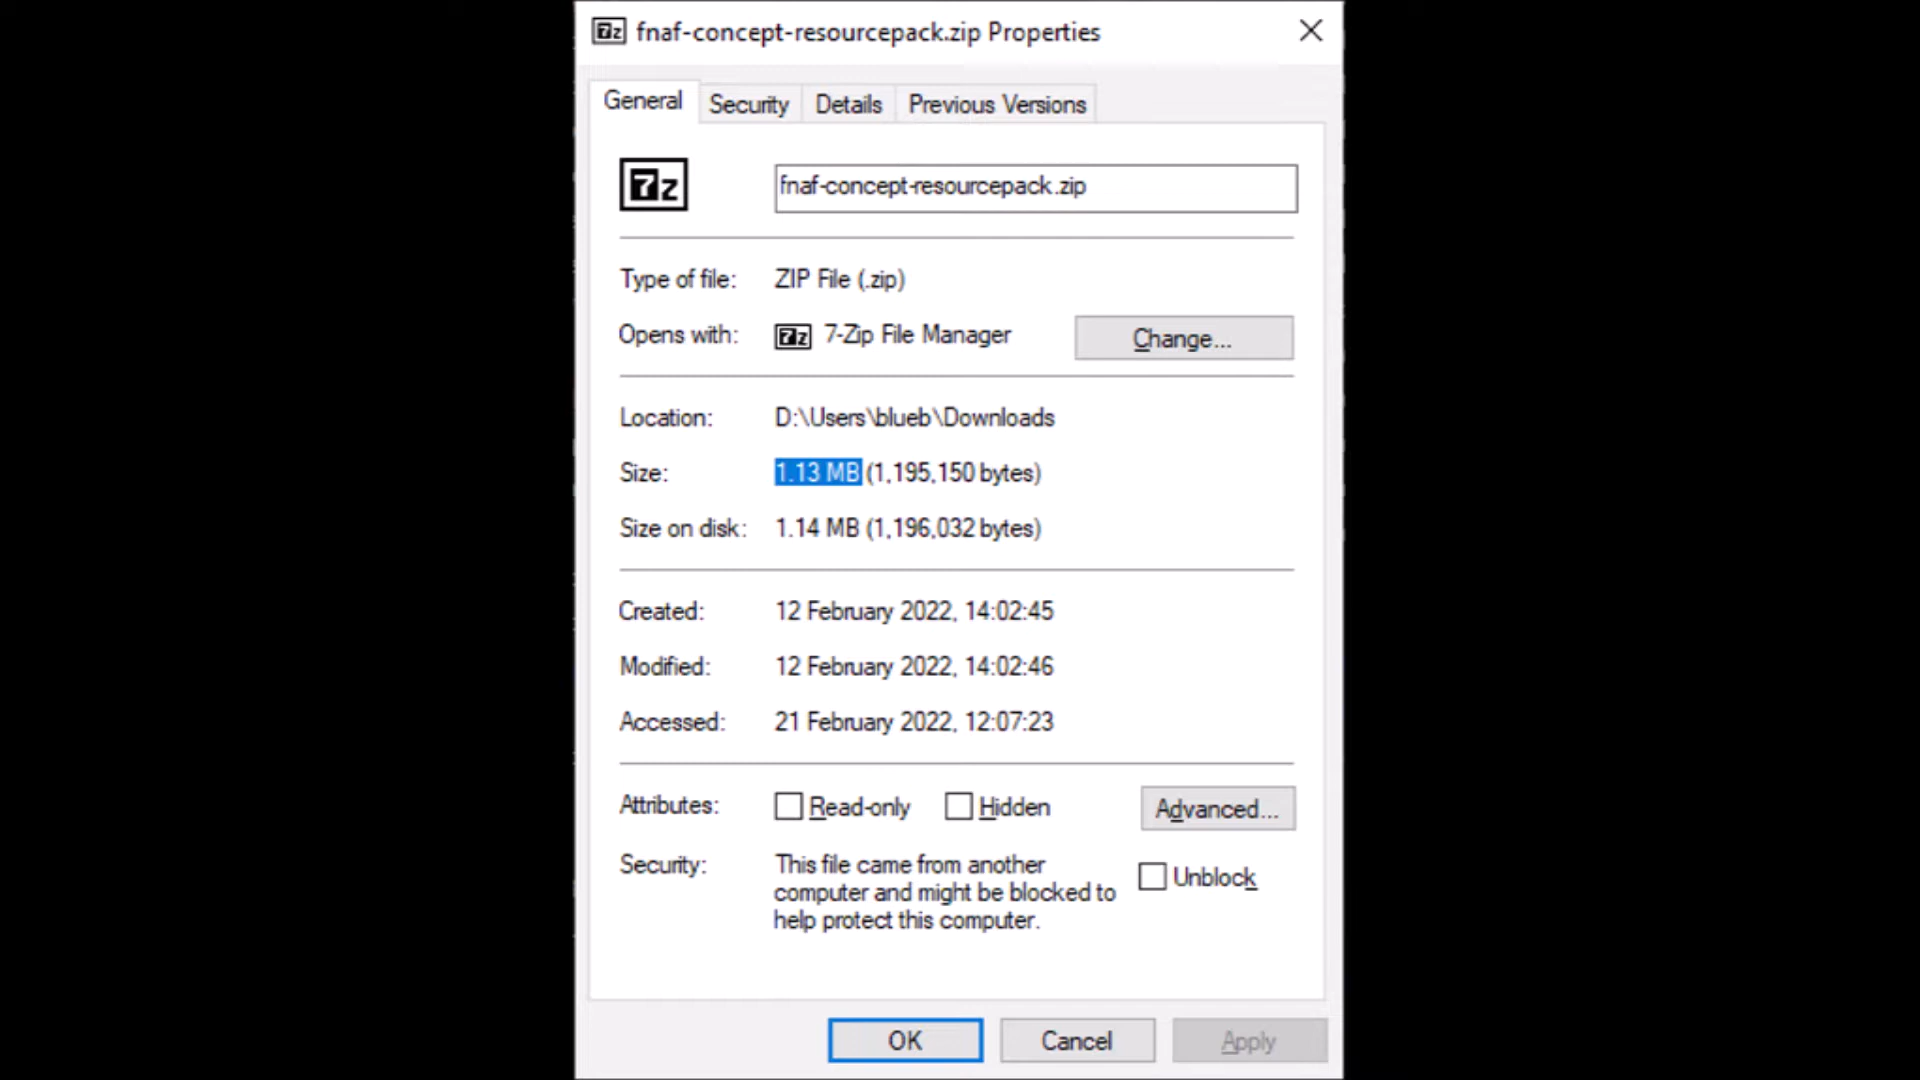 7z fnaf-concept-resourcepack.zip Properties
General Security Details Previous Versions
7z fnaf-concept-resourcepack.zip
Type of file: ZIP File (.zip)
Opens with: 7z 7-Zip File Manager Change...
Location: D:\Users\blueb\Downloads
Size: 1.13 MB (1,195,150 bytes)
Size on disk: 1.14 MB (1,196,032 bytes)
Created: 12 February 2022, 14:02:45
Modified: 12 February 2022, 14:02:46
Accessed: 21 February 2022, 12:07:23
Attributes: Read-only Hidden Advanced...
Security: This file came from another
computer and might be blocked to
help protect this computer.
Unblock
OK Cancel Apply